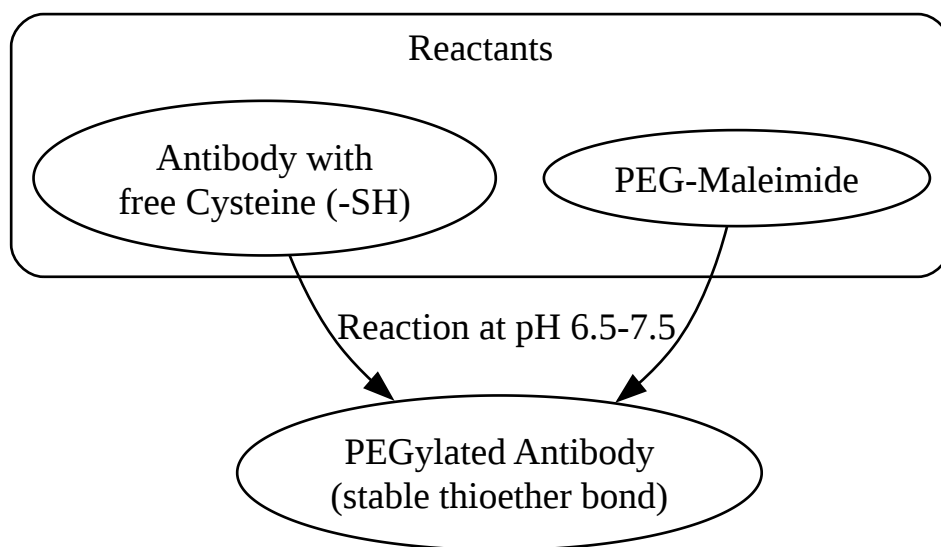 Reactants
Antibody with
free Cysteine (-SH)
PEG-Maleimide
Reaction at pH 6.5-7.5
PEGylated Antibody
(stable thioether bond)